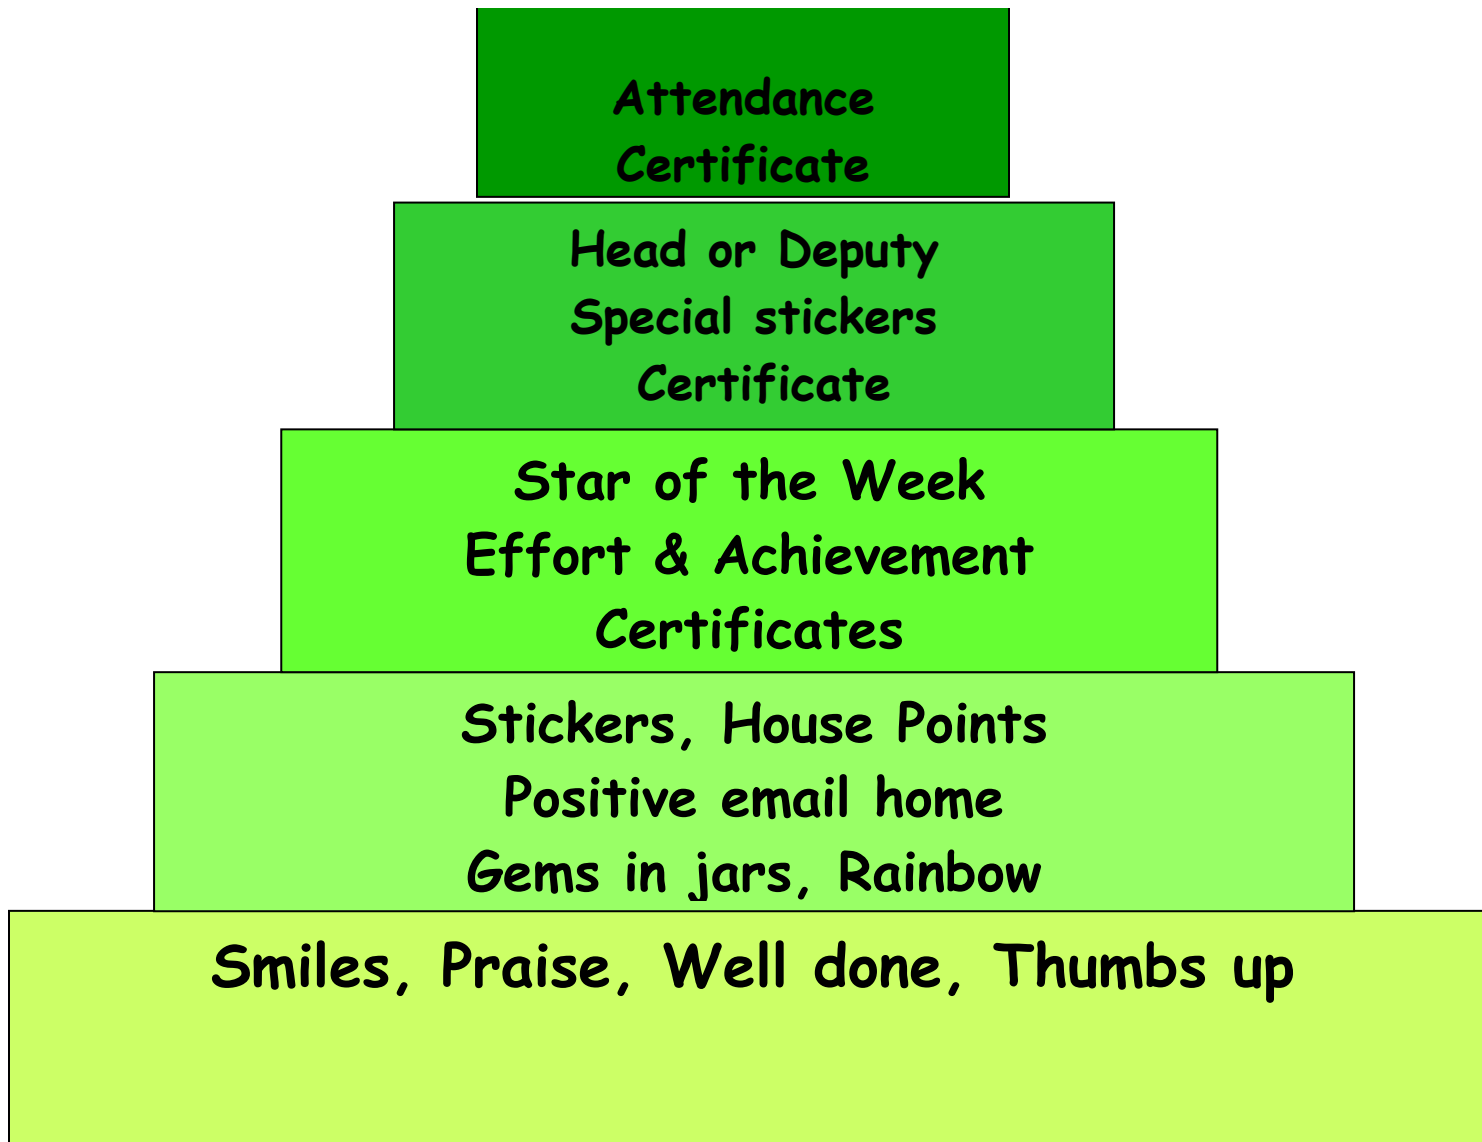 Attendance
Certificate
Head or Deputy
Special stickers
Certificate
Star of the Week
Effort & Achievement
Certificates
Stickers, House Points
Positive email home
Gems in jars, Rainbow
Smiles, Praise, Well done, Thumbs up